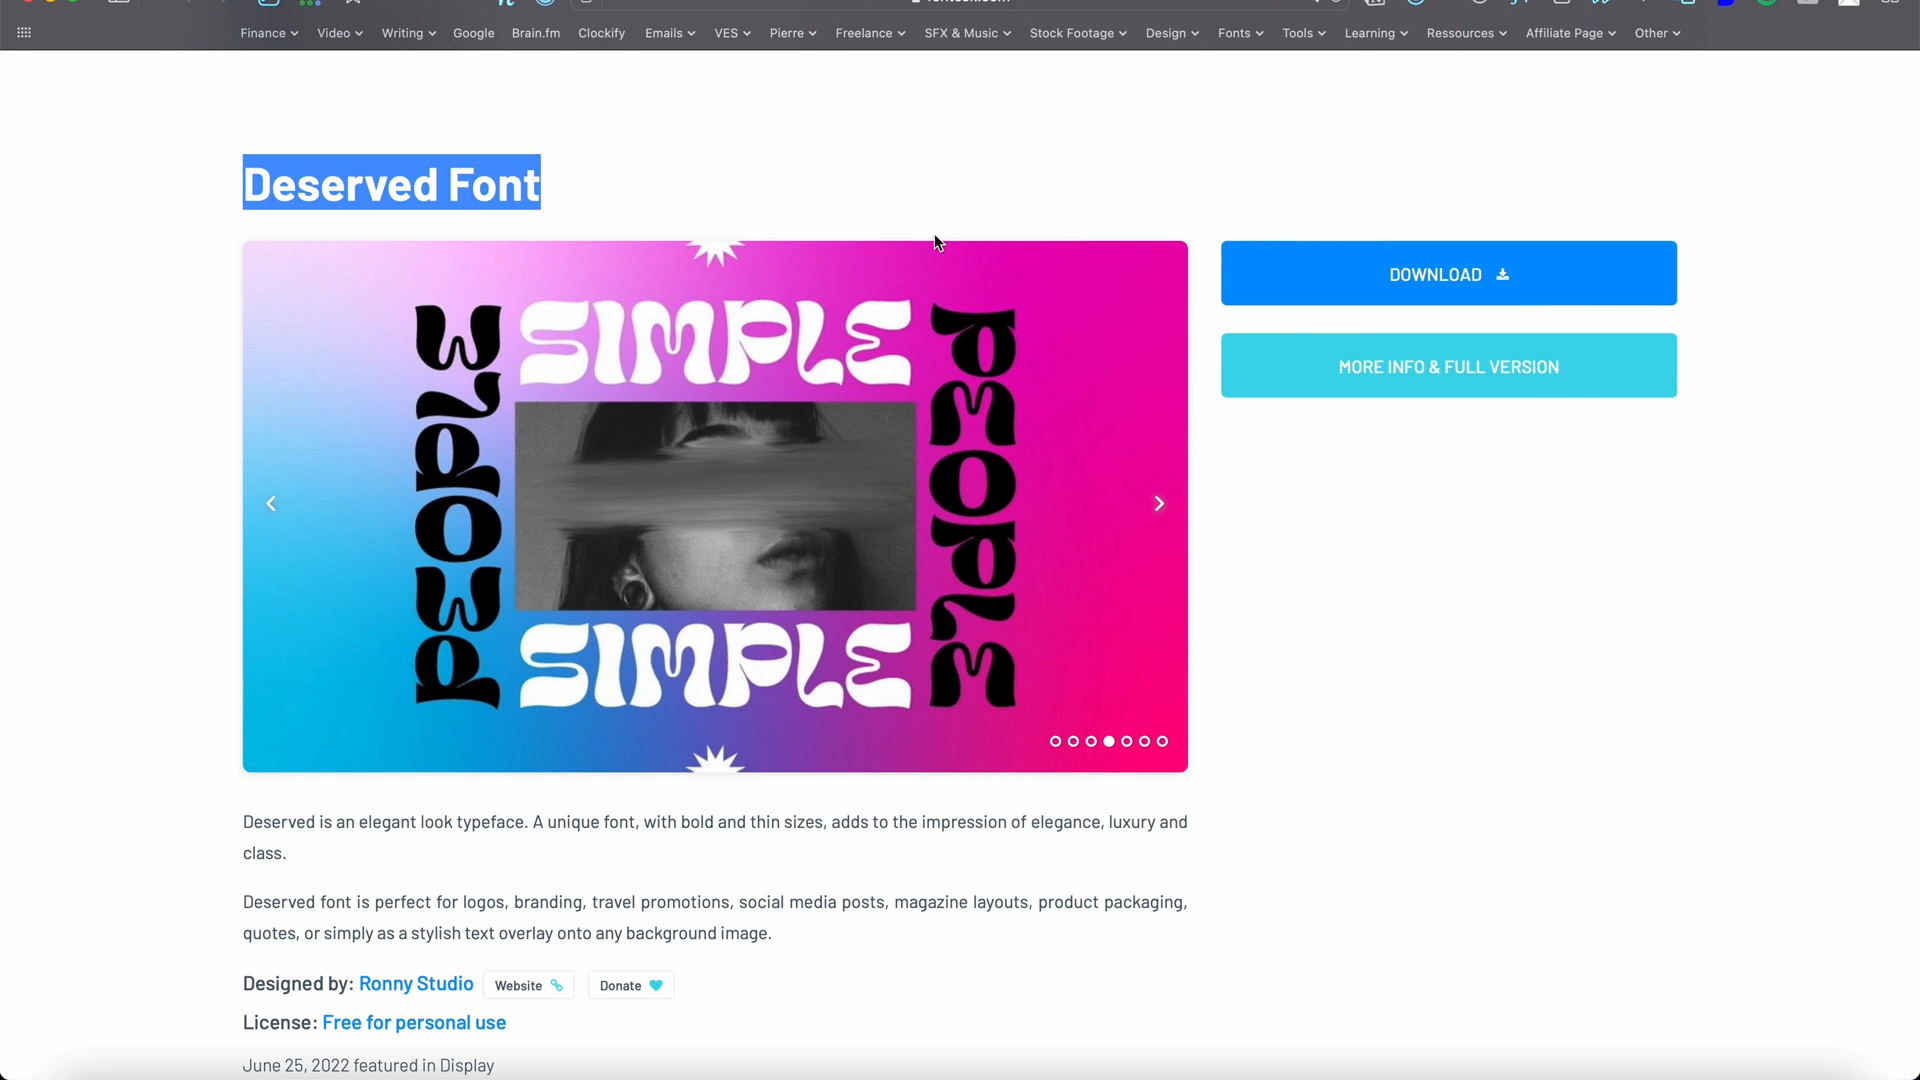 Finance Video Writing Google Brain.fm Clockify Emails VES Pierre Freelance SFX & Music Stock Footage Design Fonts Tools Learning Ressources Affiliate Page Other
Deserved Font
SIMPLE
PEOPLE
PEOPLE
SIMPLE
DOWNLOAD
MORE INFO & FULL VERSION
Deserved is an elegant look typeface. A unique font, with bold and thin sizes, adds to the impression of elegance, luxury and
class.
Deserved font is perfect for logos, branding, travel promotions, social media posts, magazine layouts, product packaging,
quotes, or simply as a stylish text overlay onto any background image.
Designed by: Ronny Studio Website Donate
License: Free for personal use
June 25, 2022 featured in Display